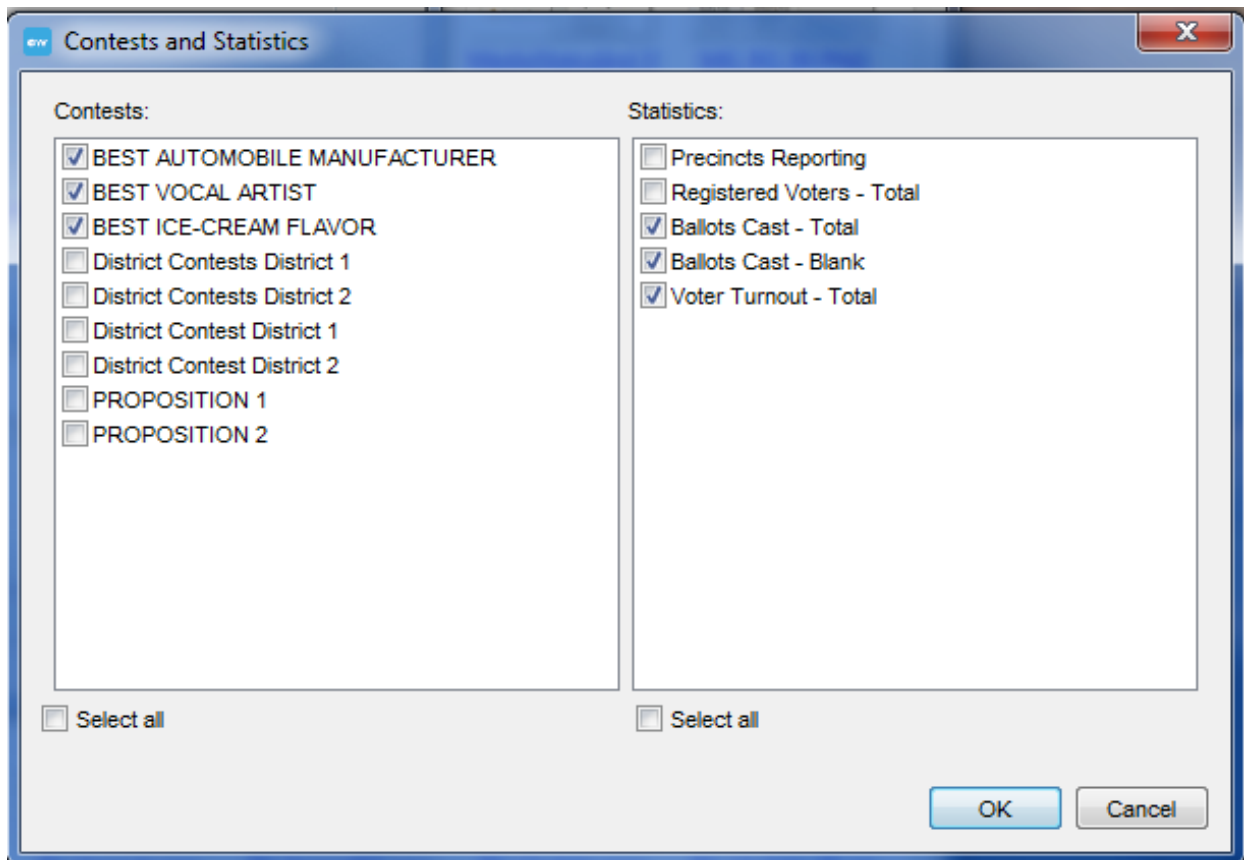 ew Contests and Statistics
Contests:
BEST AUTOMOBILE MANUFACTURER
BEST VOCAL ARTIST
BEST ICE-CREAM FLAVOR
District Contests District 1
District Contests District 2
District Contest District 1
District Contest District 2
PROPOSITION 1
PROPOSITION 2
Select all
Statistics:
Precincts Reporting
Registered Voters - Total
Ballots Cast - Total
Ballots Cast - Blank
Voter Turnout - Total
Select all
OK
Cancel